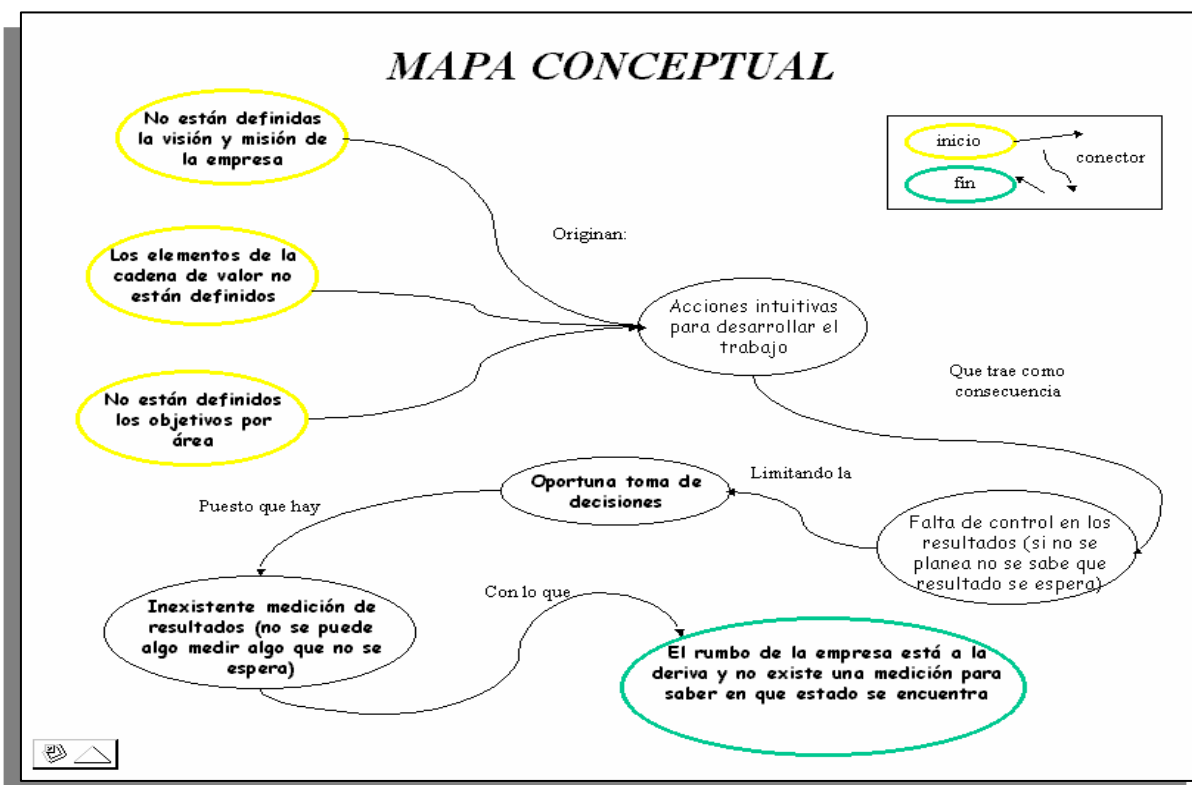 MAPA CONCEPTUAL
No están definidas
la visión y misión de
la empresa
inicio
conector
fin
Originan:
Los elementos de la
cadena de valor no
están definidos
Acciones intuitivas
para desarrollar el
trabajo
Que trae como
consecuencia
No están definidos
los objetivos por
área
Oportuna toma de
decisiones
Limitando la
Puesto que hay
Falta de control en los
resultados (si no se
planea no se sabe que
resultado se espera)
Inexistente medición de
resultados (no se puede
algo medir algo que no se
espera)
Con lo que
El rumbo de la empresa está a la
deriva y no existe una medición para
saber en que estado se encuentra